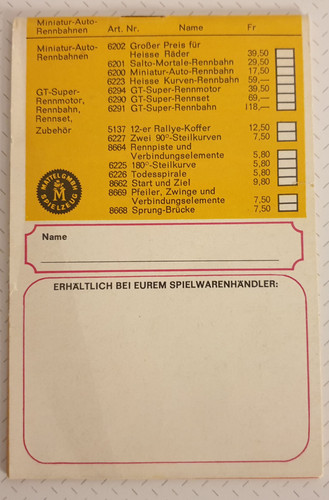 Miniatur-Auto-
Rennbahnen Art. Nr. Name Fr
Miniatur-Auto- 6202 Großer Preis für
Rennbahnen Heisse Räder 39,50
6201 Salto-Mortale-Rennbahn 29,50
6200 Miniatur-Auto-Rennbahn 17,50
6223 Heisse Kurven-Rennbahn 59,—
GT-Super- 6294 GT-Super-Rennmotor 39,50
Rennmotor, 6290 GT-Super-Rennset 69,—
Rennbahn, 6291 GT-Super-Rennbahn 118,—
Rennset,
Zubehör 5137 12-er Rallye-Koffer 12,50
6227 Zwei 90°-Steilkurven 7,50
8664 Rennpiste und
Verbindungselemente 5,80
6225 180°-Steilkurve 5,80
6226 Todesspirale 5,80
8662 Start und Ziel 9,80
8669 Pfeiler, Zwinge und
Verbindungselemente 7,50
8668 Sprung-Brücke 7,50
MATTEL GMBH
M
SPIELZEUG
Name
ERHÄLTLICH BEI EUREM SPIELWARENHÄNDLER: